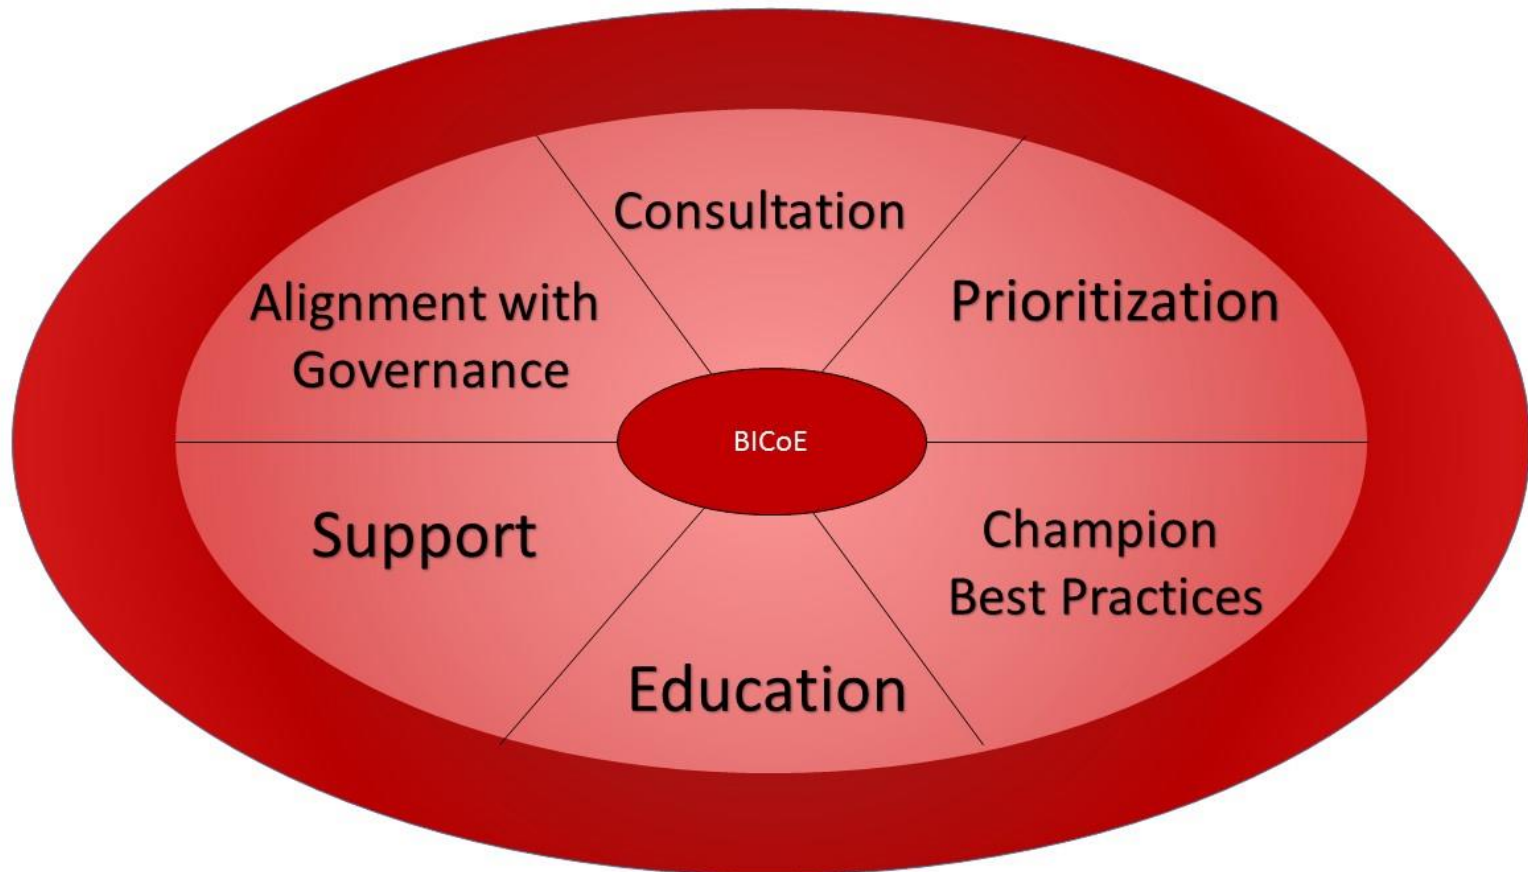 Consultation
Prioritization
Alignment with
Governance
BICoE
Support
Champion
Best Practices
Education